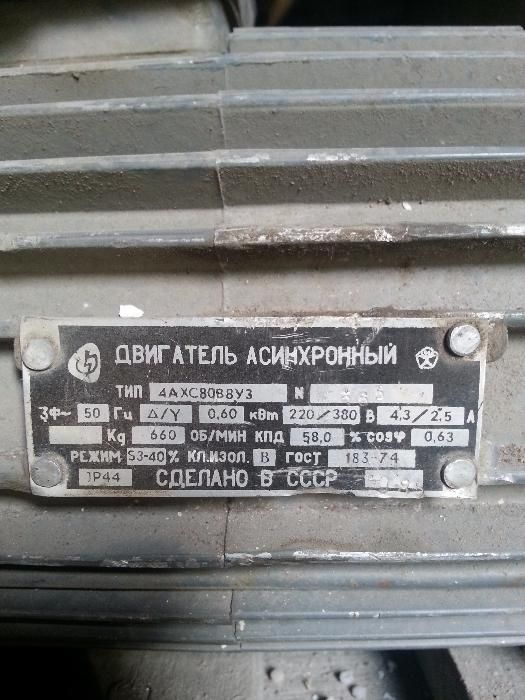 ДВИГАТЕЛЬ АСИНХРОННЫЙ
ТИП 4АХС80В8У3 N
3Ф~ 50 Гц Δ/Y 0,60 кВт 220/380 В 4.3/2.5 А
Kg 660 ОБ/МИН КПД 58,0 % cosφ 0,63
РЕЖИМ S3-40% КЛ.ИЗОЛ. В ГОСТ 183-74
JP44 СДЕЛАНО В СССР